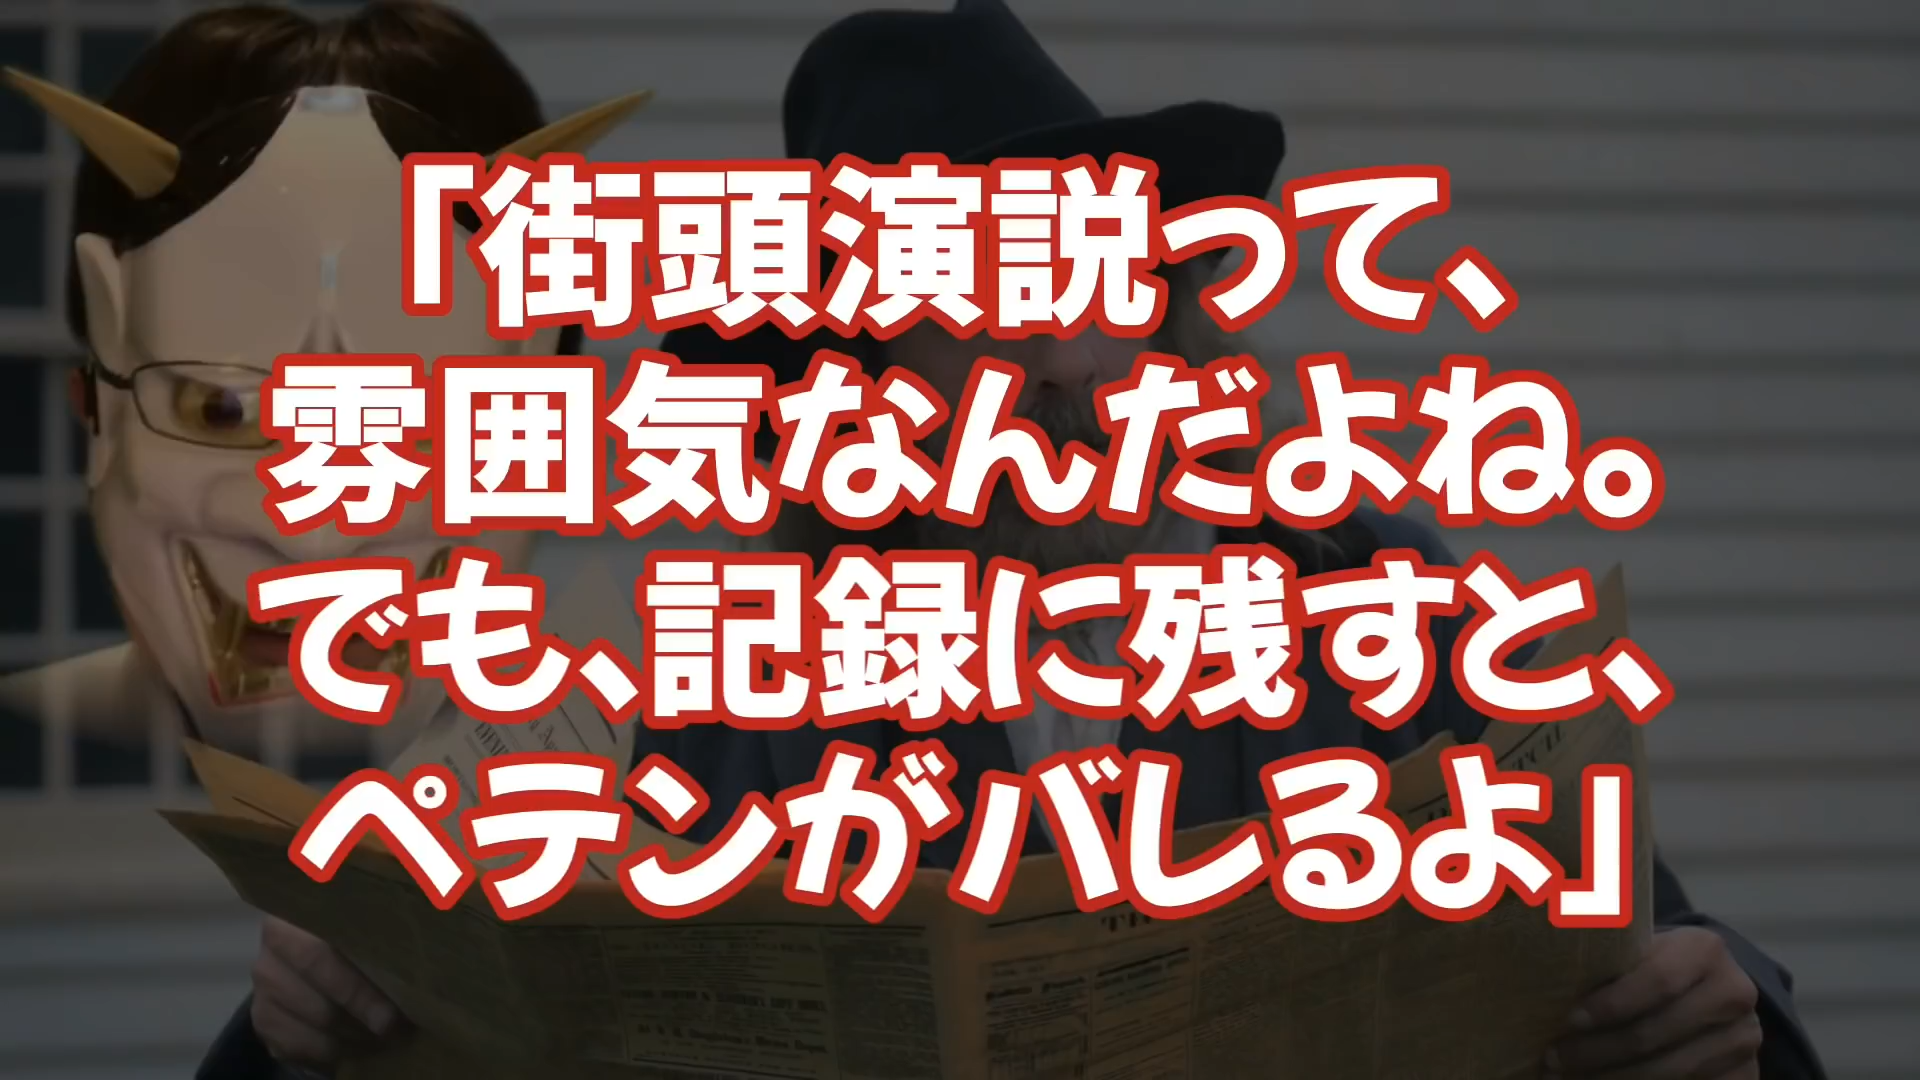 「街頭演説って、
雰囲気なんだよね。
でも、記録に残すと、
ペテンがバレるよ」